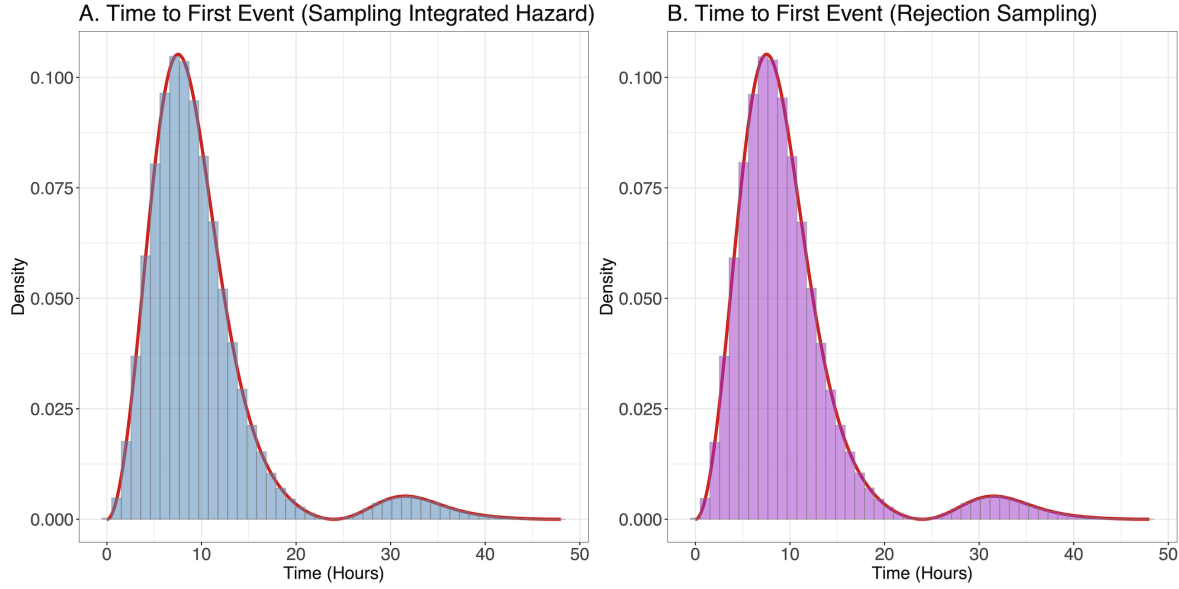 A. Time to First Event (Sampling Integrated Hazard)
Density
0.100
0.075
0.050
0.025
0.000
0 10 20 30 40 50
Time (Hours)
B. Time to First Event (Rejection Sampling)
Density
0.100
0.075
0.050
0.025
0.000
0 10 20 30 40 50
Time (Hours)